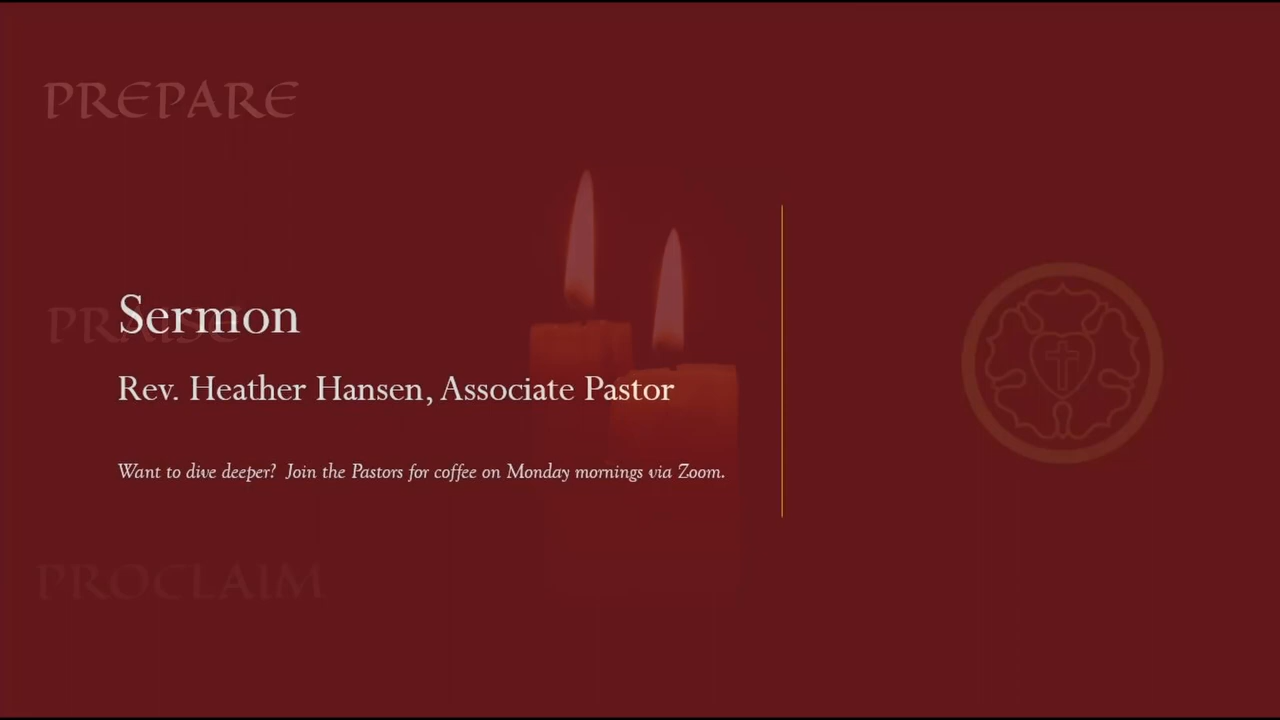 PREPARE
PRAISE
Sermon
Rev. Heather Hansen, Associate Pastor
Want to dive deeper? Join the Pastors for coffee on Monday mornings via Zoom.
PROCLAIM